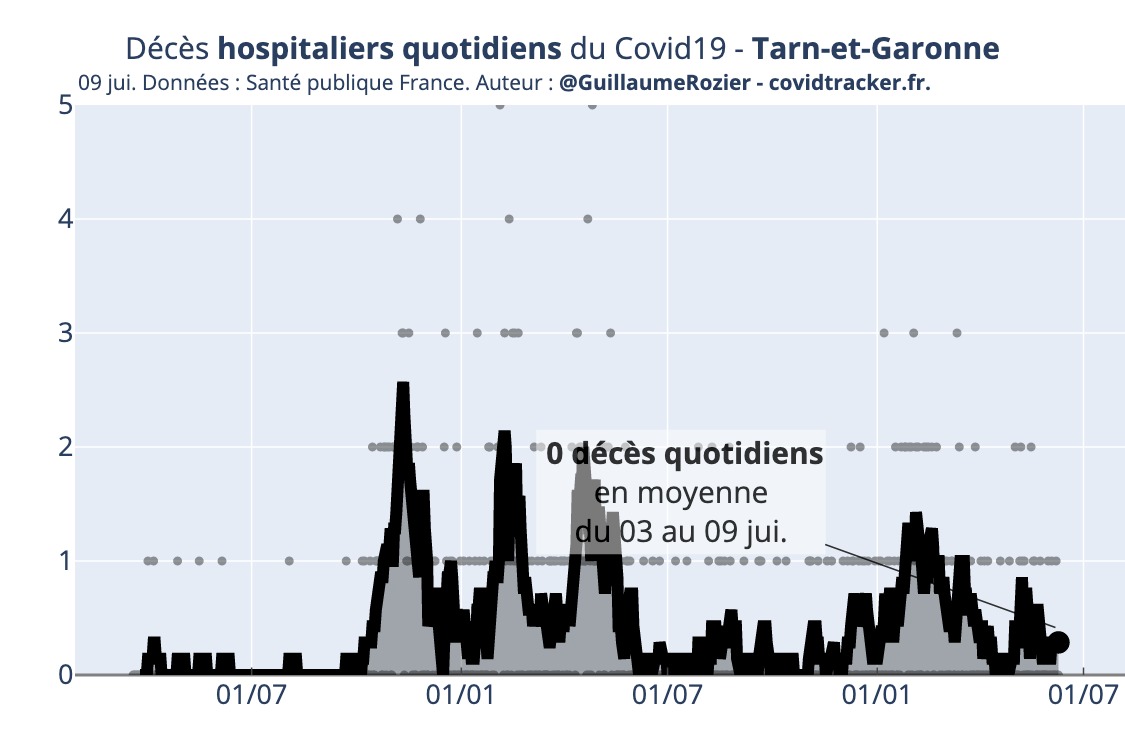 Décès hospitaliers quotidiens du Covid19 - Tarn-et-Garonne
09 jui. Données : Santé publique France. Auteur : @GuillaumeRozier - covidtracker.fr.
5
4
3
2
0 décès quotidiens
en moyenne
du 03 au 09 jui.
1
0
01/07 01/01 01/07 01/01 01/07